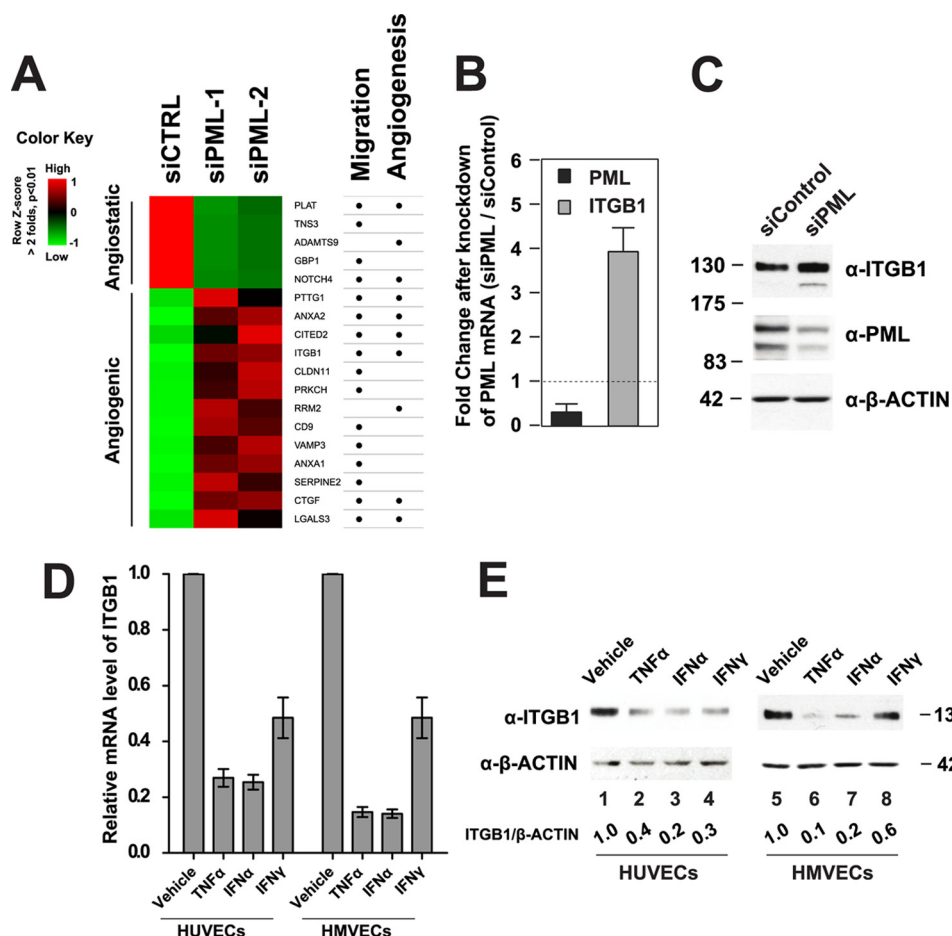 A
Color Key
Row Z-score
> 2 folds, p<0.01
High
1
0
-1
Low
siCTRL
siPML-1
siPML-2
Migration
Angiogenesis
Angiostatic
Angiogenic
PLAT
TNS3
ADAMTS9
GBP1
NOTCH4
PTTG1
ANXA2
CITED2
ITGB1
CLDN11
PRKCH
RRM2
CD9
VAMP3
ANXA1
SERPINE2
CTGF
LGALS3
B
Fold Change after knockdown
of PML mRNA (siPML / siControl)
6
5
4
3
2
1
0
PML
ITGB1
C
siControl
siPML
130
175
83
42
α-ITGB1
α-PML
α-β-ACTIN
D
Relative mRNA level of ITGB1
1.0
0.8
0.6
0.4
0.2
0.0
Vehicle
TNFα
IFNα
IFNγ
Vehicle
TNFα
IFNα
IFNγ
HUVECs
HMVECs
E
Vehicle
TNFα
IFNα
IFNγ
Vehicle
TNFα
IFNα
IFNγ
α-ITGB1
13
α-β-ACTIN
42
1 2 3 4 5 6 7 8
ITGB1/β-ACTIN 1.0 0.4 0.2 0.3 1.0 0.1 0.2 0.6
HUVECs HMVECs